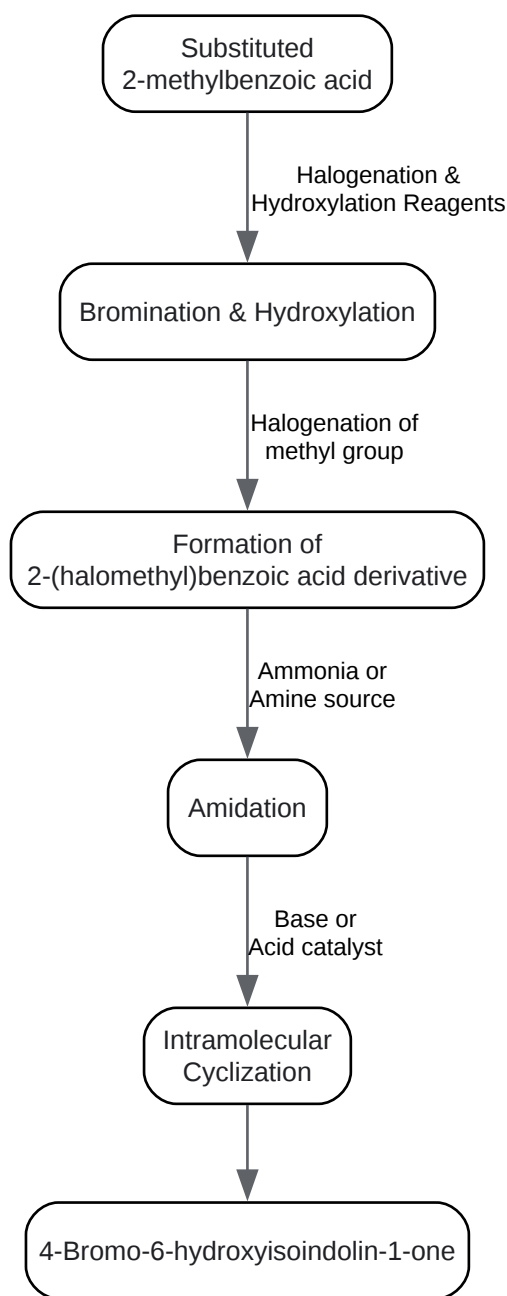 Substituted
2-methylbenzoic acid
Halogenation &
Hydroxylation Reagents
Bromination & Hydroxylation
Halogenation of
methyl group
Formation of
2-(halomethyl)benzoic acid derivative
Ammonia or
Amine source
Amidation
Base or
Acid catalyst
Intramolecular
Cyclization
4-Bromo-6-hydroxyisoindolin-1-one